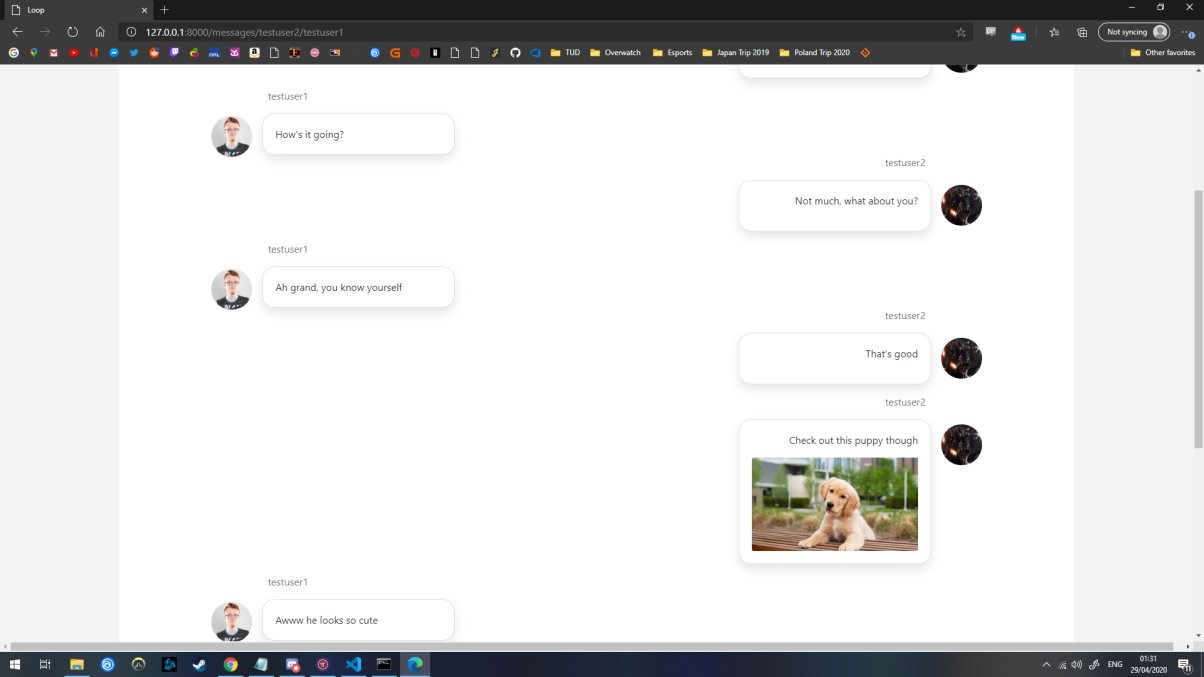 Loop
127.0.0.1:8000/messages/testuser2/testuser1
Not syncing
New
TUD
Overwatch
Esports
Japan Trip 2019
Poland Trip 2020
Other favorites
testuser1
How's it going?
testuser2
Not much, what about you?
testuser1
Ah grand, you know yourself
testuser2
That's good
testuser2
Check out this puppy though
testuser1
Awww he looks so cute
ENG
01:31
29/04/2020